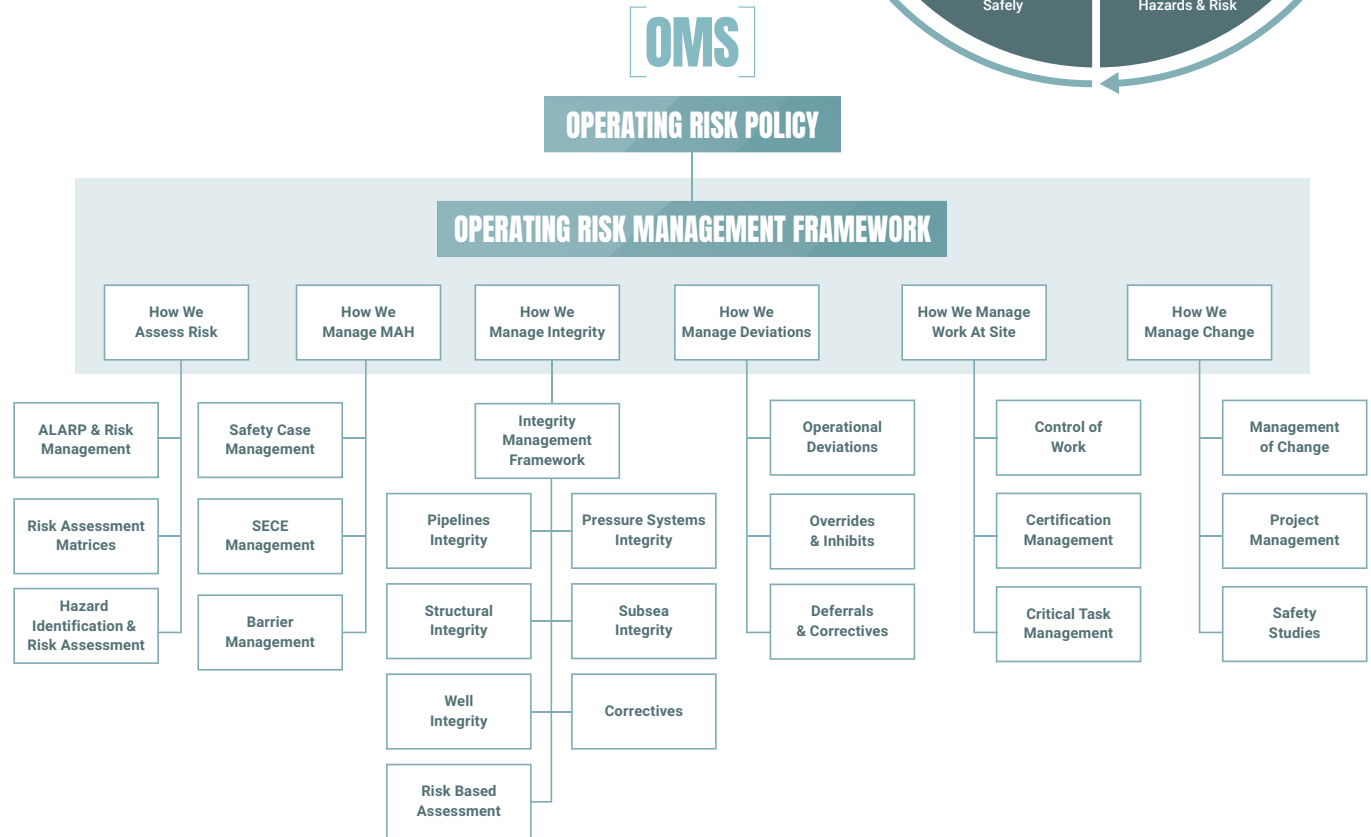 Safely
Hazards & Risk
OMS
OPERATING RISK POLICY
OPERATING RISK MANAGEMENT FRAMEWORK
How We
Assess Risk
How We
Manage MAH
How We
Manage Integrity
How We
Manage Deviations
How We Manage
Work At Site
How We
Manage Change
ALARP & Risk
Management
Risk Assessment
Matrices
Hazard
Identification &
Risk Assessment
Safety Case
Management
SECE
Management
Barrier
Management
Integrity
Management
Framework
Pipelines
Integrity
Pressure Systems
Integrity
Structural
Integrity
Subsea
Integrity
Well
Integrity
Correctives
Risk Based
Assessment
Operational
Deviations
Overrides
& Inhibits
Deferrals
& Correctives
Control of
Work
Certification
Management
Critical Task
Management
Management
of Change
Project
Management
Safety
Studies